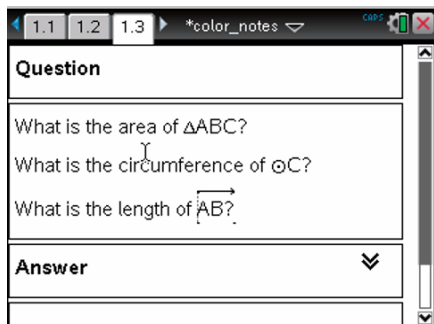 1.1 1.2 1.3 *color_notes CAPS
Question
What is the area of ΔABC?
What is the circumference of ⊙C?
What is the length of A͞B⃗?
Answer